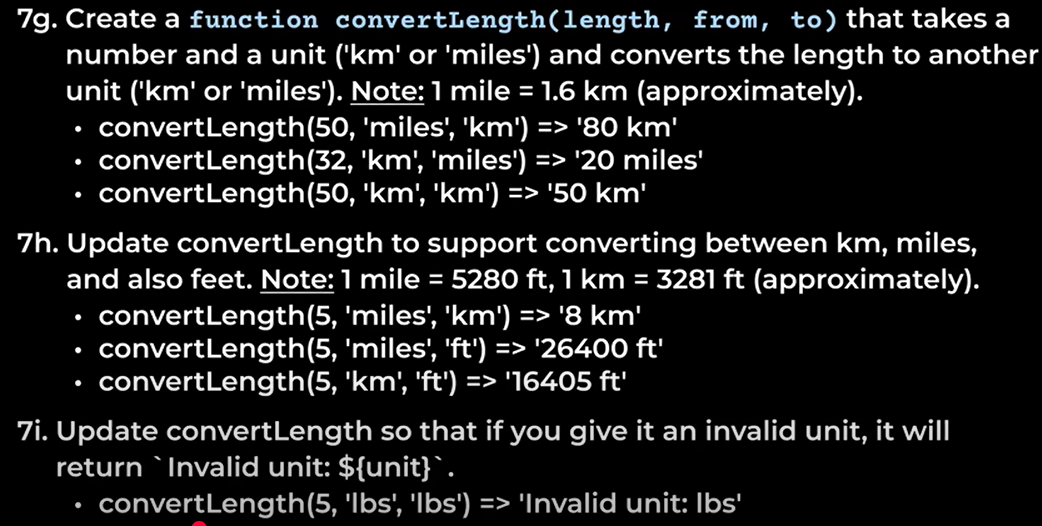 7g. Create a function convertLength(length, from, to) that takes a
number and a unit ('km' or 'miles') and converts the length to another
unit ('km' or 'miles'). Note: 1 mile = 1.6 km (approximately).
• convertLength(50, 'miles', 'km') => '80 km'
• convertLength(32, 'km', 'miles') => '20 miles'
• convertLength(50, 'km', 'km') => '50 km'
7h. Update convertLength to support converting between km, miles,
and also feet. Note: 1 mile = 5280 ft, 1 km = 3281 ft (approximately).
• convertLength(5, 'miles', 'km') => '8 km'
• convertLength(5, 'miles', 'ft') => '26400 ft'
• convertLength(5, 'km', 'ft') => '16405 ft'
7i. Update convertLength so that if you give it an invalid unit, it will
return `Invalid unit: ${unit}`.
• convertLength(5, 'lbs', 'lbs') => 'Invalid unit: lbs'